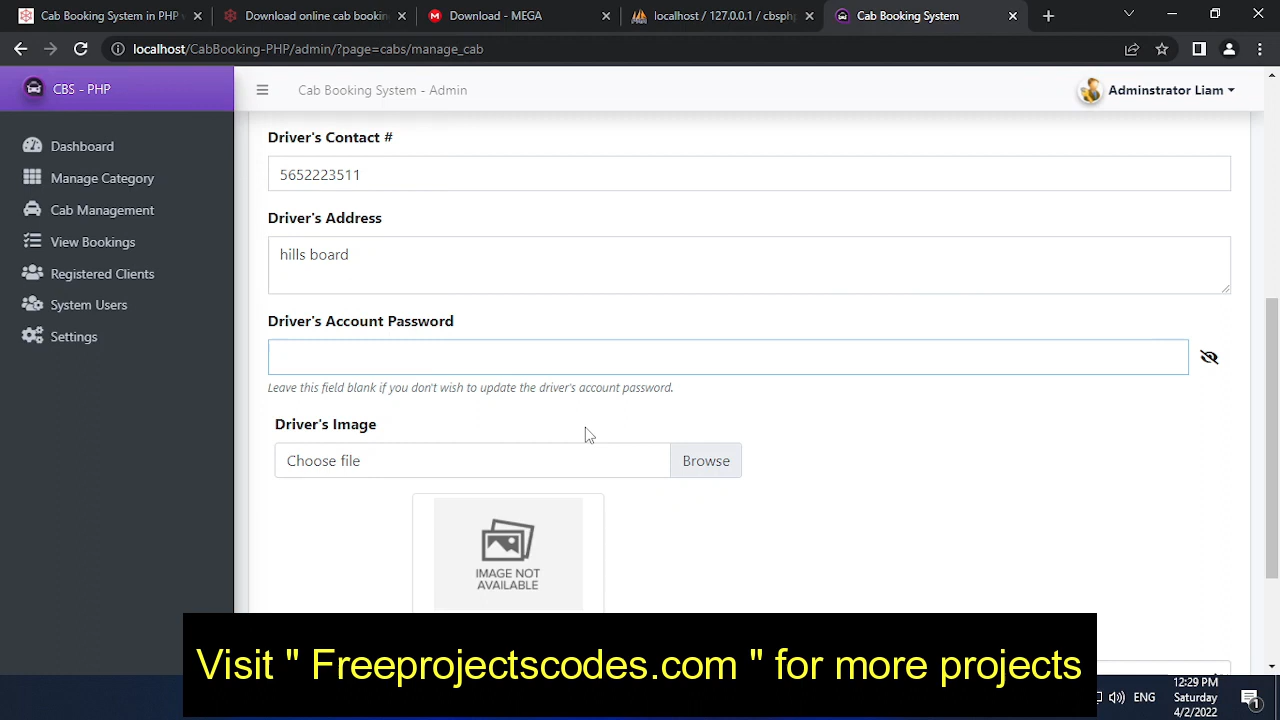 Cab Booking System in PHP
Download online cab bookin
Download - MEGA
localhost / 127.0.0.1 / cbsphp
Cab Booking System
localhost/CabBooking-PHP/admin/?page=cabs/manage_cab
CBS - PHP
Cab Booking System - Admin
Adminstrator Liam
Dashboard
Manage Category
Cab Management
View Bookings
Registered Clients
System Users
Settings
Driver's Contact #
5652223511
Driver's Address
hills board
Driver's Account Password
Leave this field blank if you don't wish to update the driver's account password.
Driver's Image
Choose file
Browse
IMAGE NOT
AVAILABLE
Visit " Freeprojectscodes.com " for more projects
ENG
12:29 PM
Saturday
4/2/2022
1